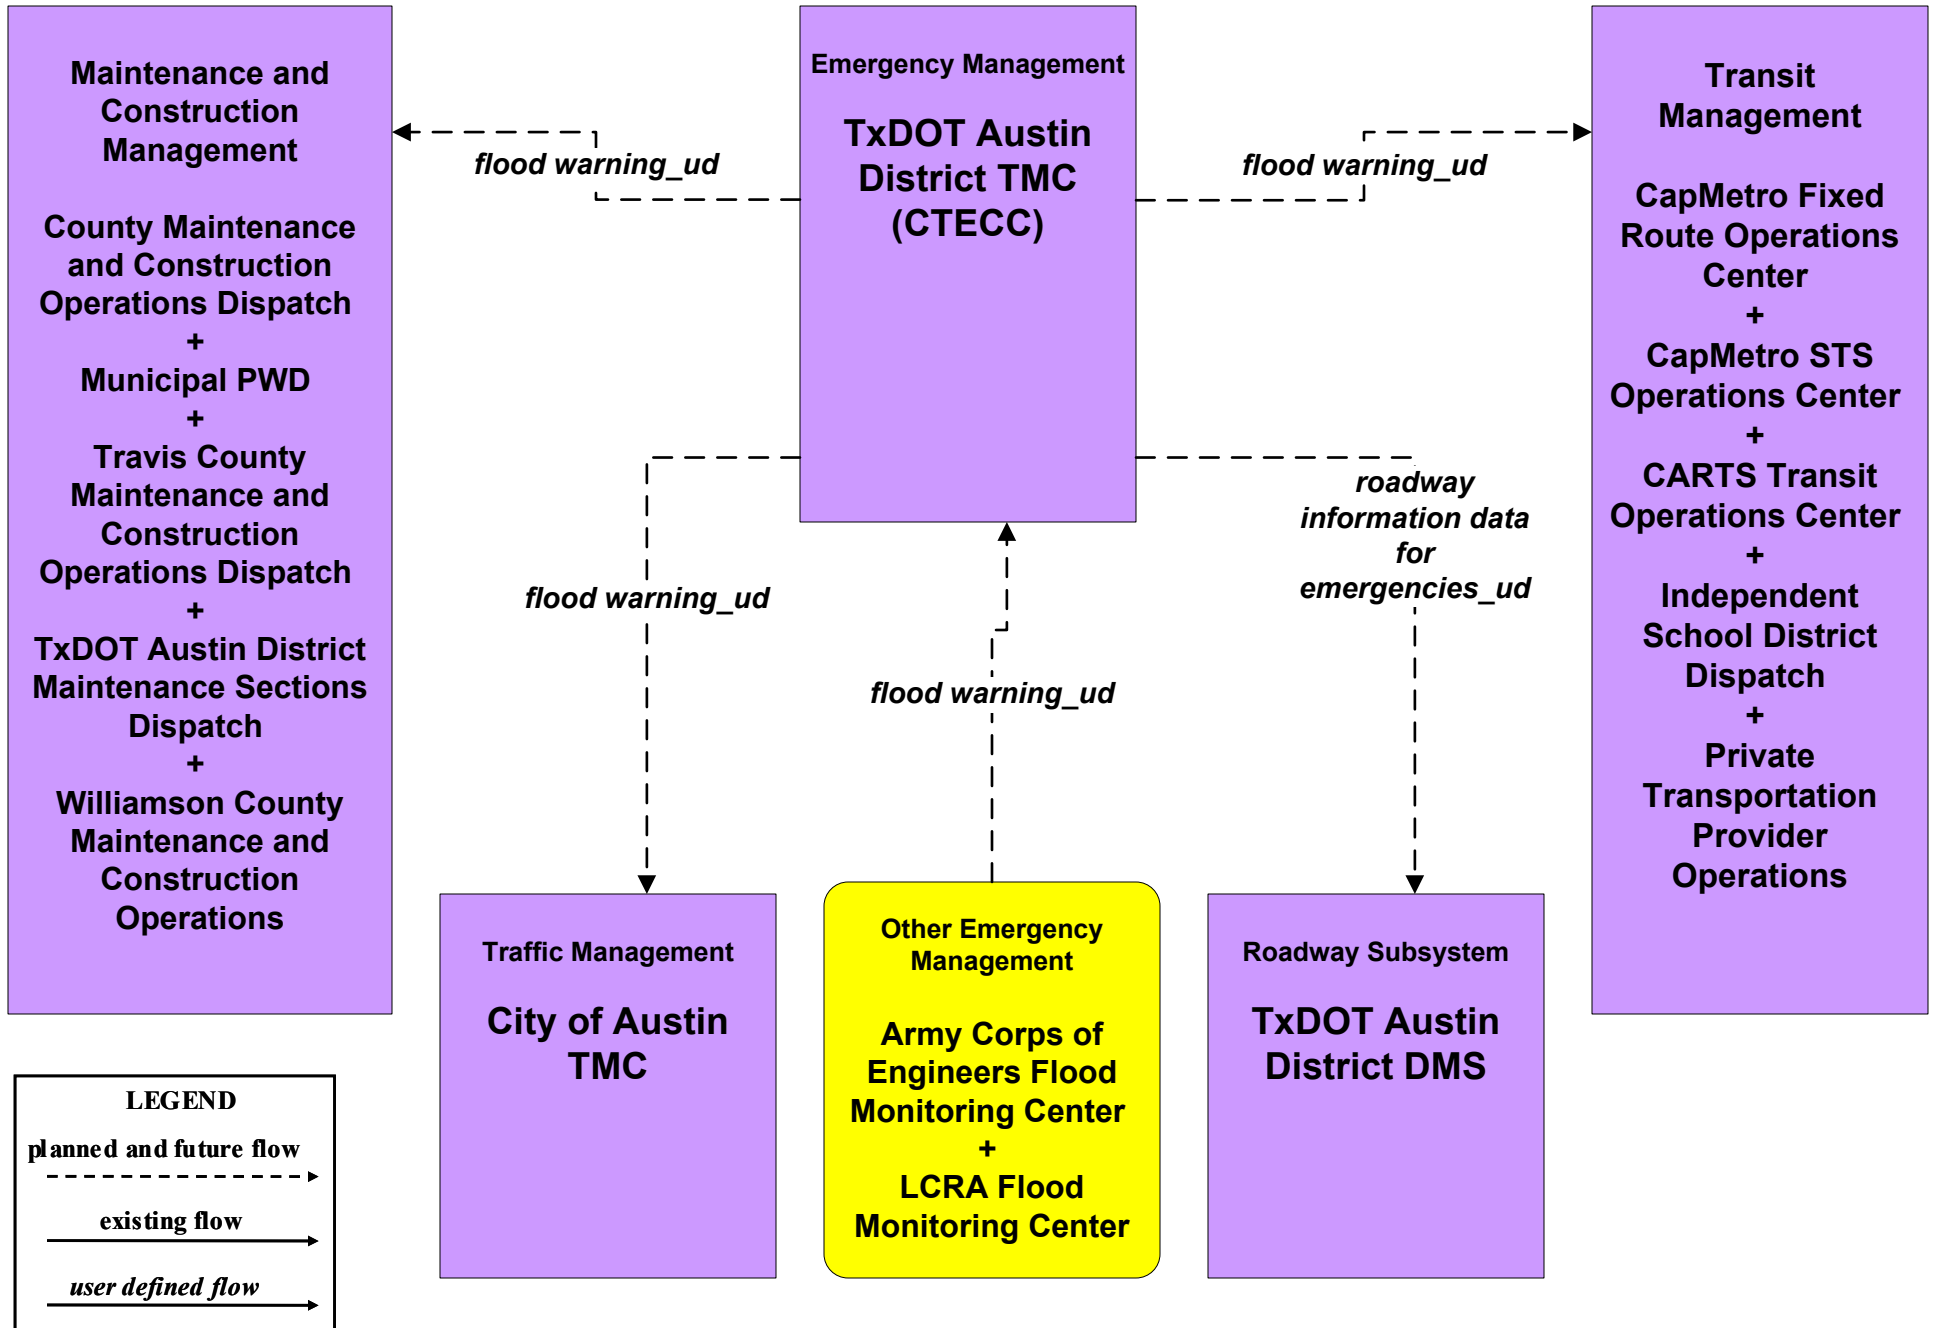 Maintenance and
Construction
Management
County Maintenance
and Construction
Operations Dispatch
+
Municipal PWD
+
Travis County
Maintenance and
Construction
Operations Dispatch
+
TxDOT Austin District
Maintenance Sections
Dispatch
+
Williamson County
Maintenance and
Construction
Operations
flood warning_ud
Emergency Management
TxDOT Austin
District TMC
(CTECC)
flood warning_ud
Transit
Management
CapMetro Fixed
Route Operations
Center
+
CapMetro STS
Operations Center
+
CARTS Transit
Operations Center
+
Independent
School District
Dispatch
+
Private
Transportation
Provider
Operations
flood warning_ud
flood warning_ud
roadway
information data
for
emergencies_ud
Traffic Management
City of Austin
TMC
Other Emergency
Management
Army Corps of
Engineers Flood
Monitoring Center
+
LCRA Flood
Monitoring Center
Roadway Subsystem
TxDOT Austin
District DMS
LEGEND
planned and future flow
existing flow
user defined flow